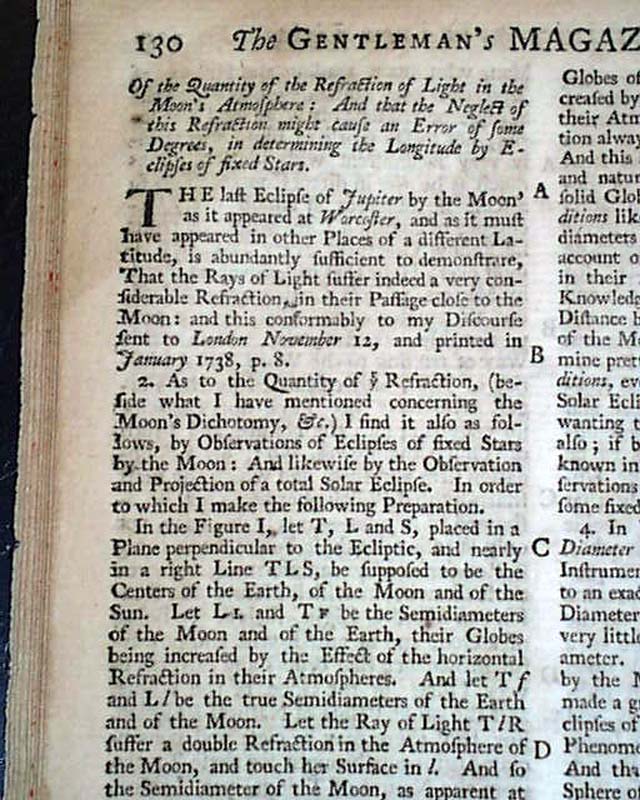 130 The GENTLEMAN's MAGAZ
Of the Quantity of the Refraction of Light in the
Moon's Atmoſphere: And that the Neglect of
this Refraction might cauſe an Error of ſome
Degrees, in determining the Longitude by E-
clipſes of fixed Stars.
THE laſt Eclipſe of Jupiter by the Moon'
as it appeared at Worceſter, and as it muſt
have appeared in other Places of a different La-
titude, is abundantly ſufficient to demonſtrate,
That the Rays of Light ſuffer indeed a very con-
ſiderable Refraction, in their Paſſage cloſe to the
Moon: and this conformably to my Diſcourſe
ſent to London November 12, and printed in
January 1738, p. 8.
2. As to the Quantity of yᵉ Refraction, (be-
ſide what I have mentioned concerning the
Moon's Dichotomy, &c.) I find it alſo as fol-
lows, by Obſervations of Eclipſes of fixed Stars
by the Moon: And likewiſe by the Obſervation
and Projection of a total Solar Eclipſe. In order
to which I make the following Preparation.
In the Figure I, let T, L and S, placed in a
Plane perpendicular to the Ecliptic, and nearly
in a right Line TLS, be ſuppoſed to be the
Centers of the Earth, of the Moon and of the
Sun. Let L I. and T F be the Semidiameters
of the Moon and of the Earth, their Globes
being increaſed by the Effect of the horizontal
Refraction in their Atmoſpheres. And let T f
and L l be the true Semidiameters of the Earth
and of the Moon. Let the Ray of Light T l R
ſuffer a double Refraction in the Atmoſphere of
the Moon, and touch her Surface in l. And ſo
the Semidiameter of the Moon, as apparent at
A
B
C
D
Globes of
creaſed by
their Atm
tion alway
And this
and natur
ſolid Glob
ditions lik
diameters
account o
in their
Knowleds
Diſtance b
of the Mo
mine pret
ditions, ev
Solar Ecli
wanting t
alſo; if b
known in
ſervations
ſome fixed
4. In
Diameter
Inſtrumen
to an exac
Diameter
very little
ameter.
by the M
made a g
clipſes of
Phenome
And tha
Sphere o